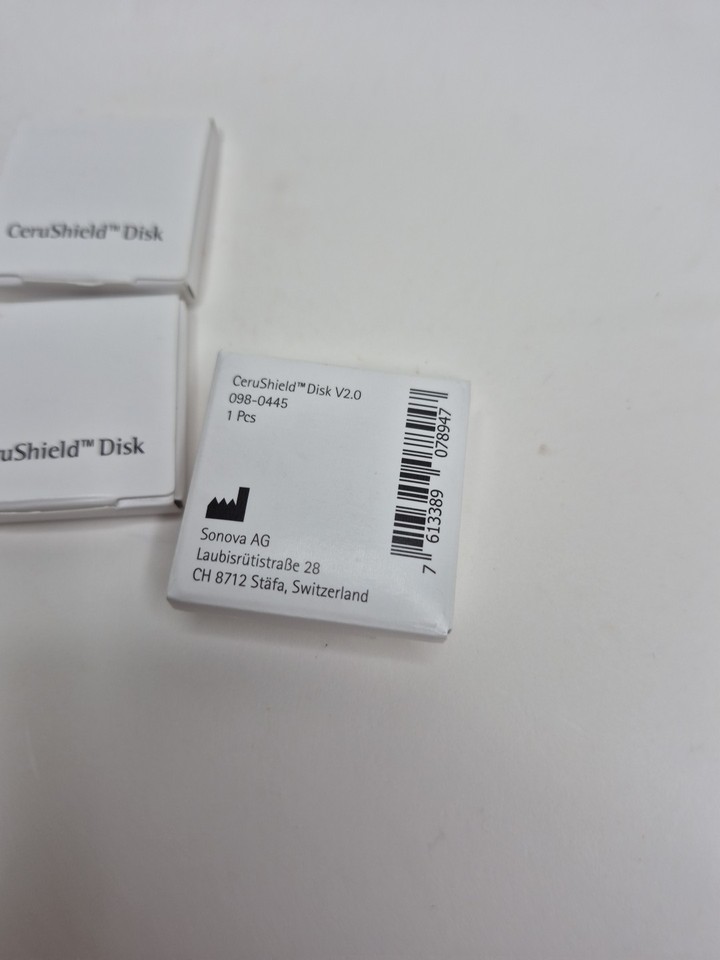 CeruShield™ Disk
uShield™ Disk
CeruShield™ Disk V2.0
098-0445
1 Pcs
Sonova AG
Laubisrütistraße 28
CH 8712 Stäfa, Switzerland
7 613389 078947